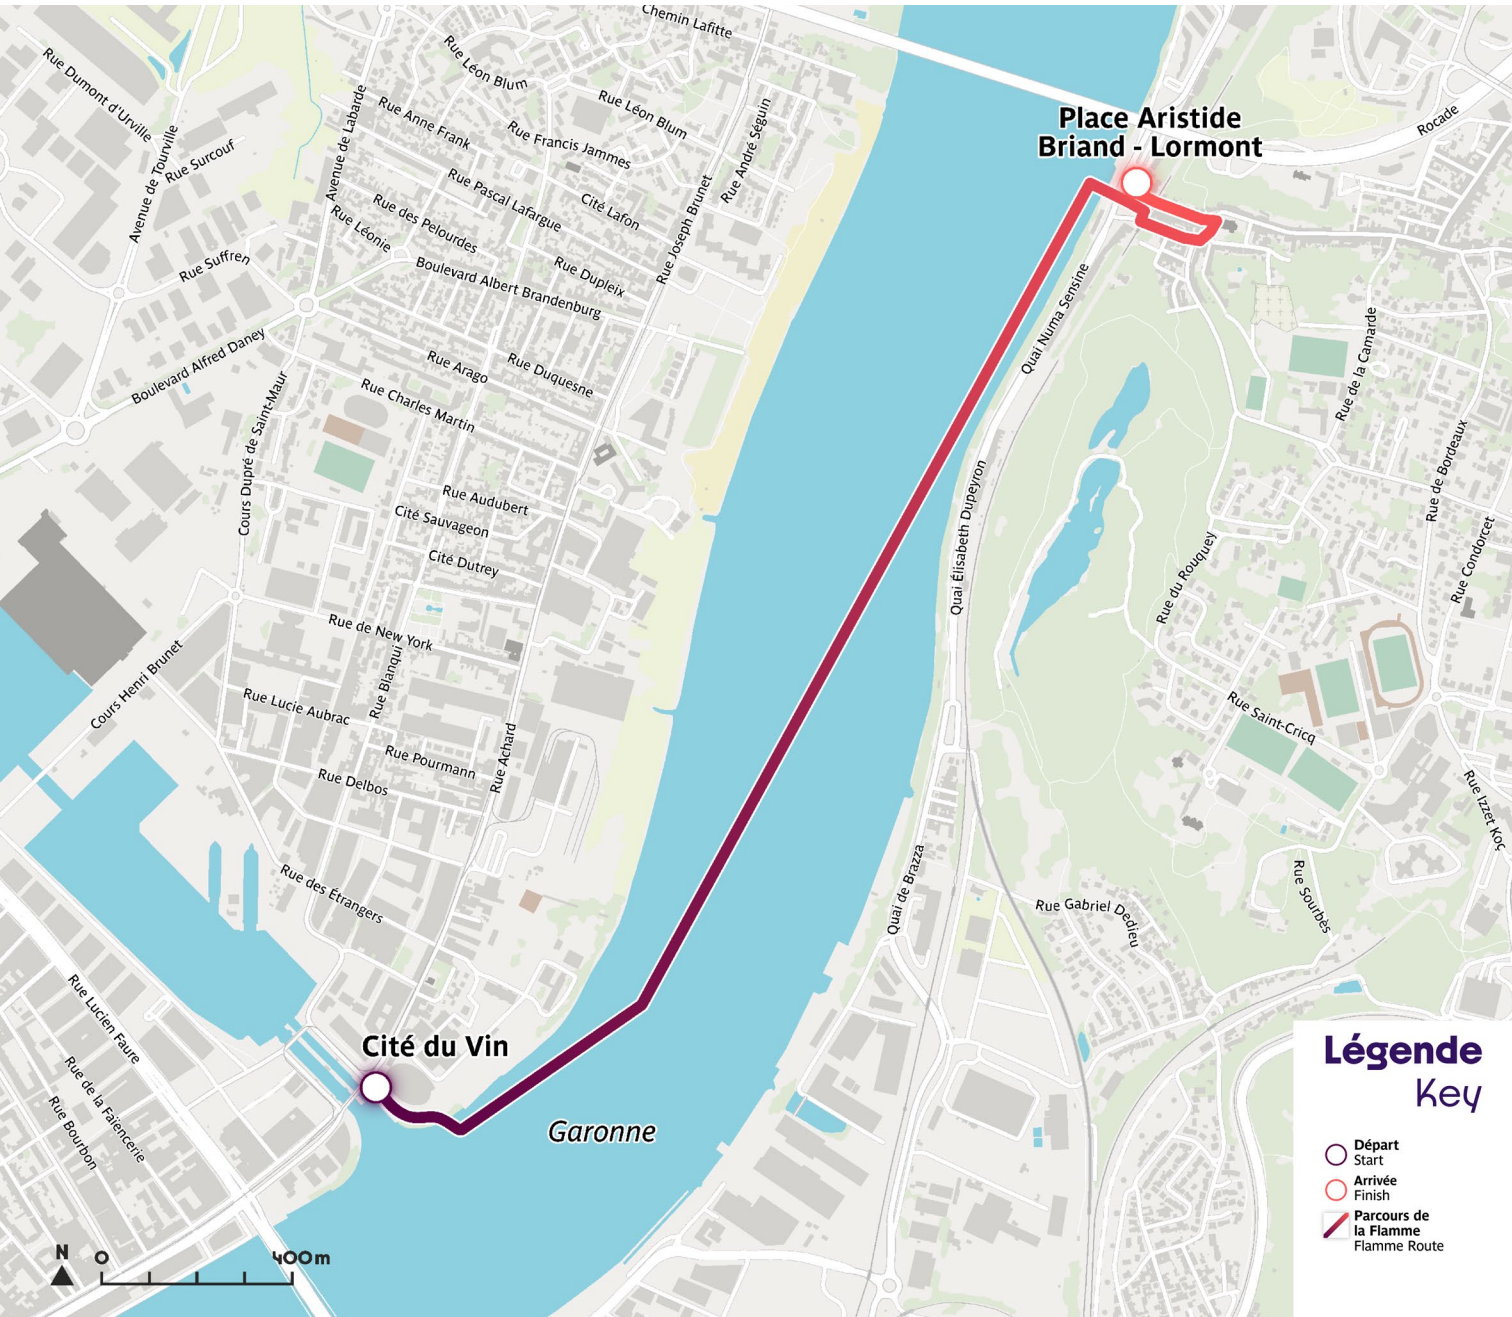 Chemin Lafitte
Rue Léon Blum
Rue Dumont d'Urville
Rue Léon Blum
Rue Anne Frank
Avenue de Labarde
Rue André Séguin
Rocade
Place Aristide
Briand - Lormont
Rue Francis Jammes
Rue Surcouf
Avenue de Tourville
Rue Pascal Lafargue
Cité Lafon
Rue des Pelourdes
Rue Léonie
Rue Joseph Brunet
Rue Suffren
Rue Dupleix
Boulevard Albert Brandenburg
Quai Numa Sensine
Boulevard Alfred Daney
Rue Arago
Rue Duquesne
Rue de la Camarde
Rue Charles Martin
Cours Dupré de Saint-Maur
Rue de Bordeaux
Rue Audubert
Cité Sauvageon
Quai Élisabeth Dupeyron
Cité Dutrey
Rue du Rouquey
Rue Condorcet
Rue de New York
Cours Henri Brunet
Rue Blanqui
Rue Lucie Aubrac
Rue Saint-Cricq
Rue Pourmann
Rue Achard
Rue Delbos
Rue Izzet Koç
Rue des Étrangers
Quai de Brazza
Rue Gabriel Dedieu
Rue Sourbès
Rue Lucien Faure
Cité du Vin
Rue de la Faïencerie
Rue Bourbon
Garonne
Légende
Key
Départ
Start
Arrivée
Finish
Parcours de
la Flamme
Flamme Route
N
0 400m